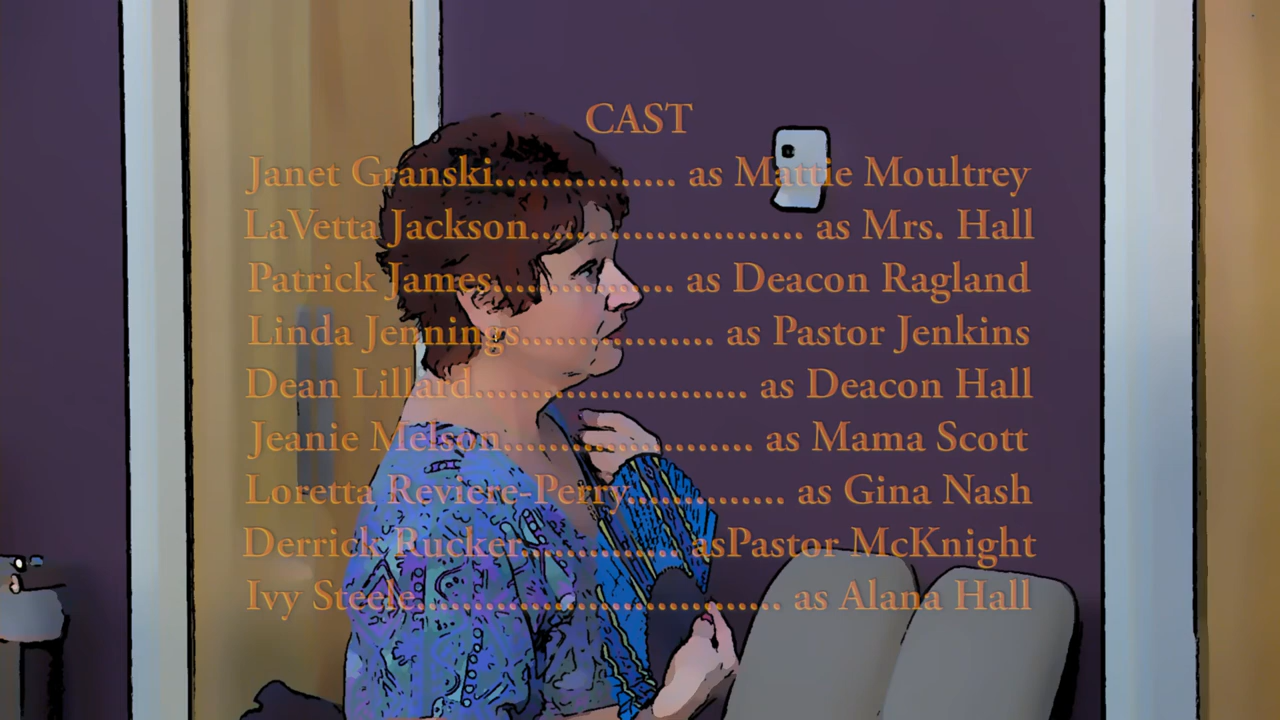 CAST
Janet Granski................ as Mattie Moultrey
LaVetta Jackson........................ as Mrs. Hall
Patrick James................ as Deacon Ragland
Linda Jennings................. as Pastor Jenkins
Dean Lillard........................ as Deacon Hall
Jeanie Melson...................... as Mama Scott
Loretta Reviere-Perry.............. as Gina Nash
Derrick Rucker.............. asPastor McKnight
Ivy Steele................................ as Alana Hall